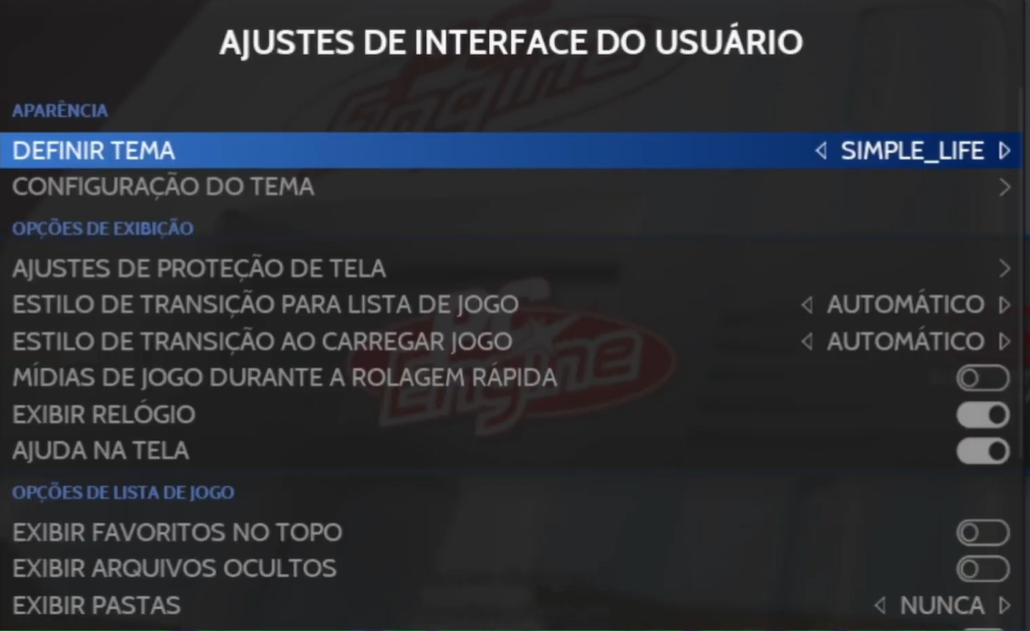 AJUSTES DE INTERFACE DO USUÁRIO
APARÊNCIA
DEFINIR TEMA SIMPLE_LIFE
CONFIGURAÇÃO DO TEMA
OPÇÕES DE EXIBIÇÃO
AJUSTES DE PROTEÇÃO DE TELA
ESTILO DE TRANSIÇÃO PARA LISTA DE JOGO AUTOMÁTICO
ESTILO DE TRANSIÇÃO AO CARREGAR JOGO AUTOMÁTICO
MÍDIAS DE JOGO DURANTE A ROLAGEM RÁPIDA
EXIBIR RELÓGIO
AJUDA NA TELA
OPÇÕES DE LISTA DE JOGO
EXIBIR FAVORITOS NO TOPO
EXIBIR ARQUIVOS OCULTOS
EXIBIR PASTAS NUNCA
PC
Engine